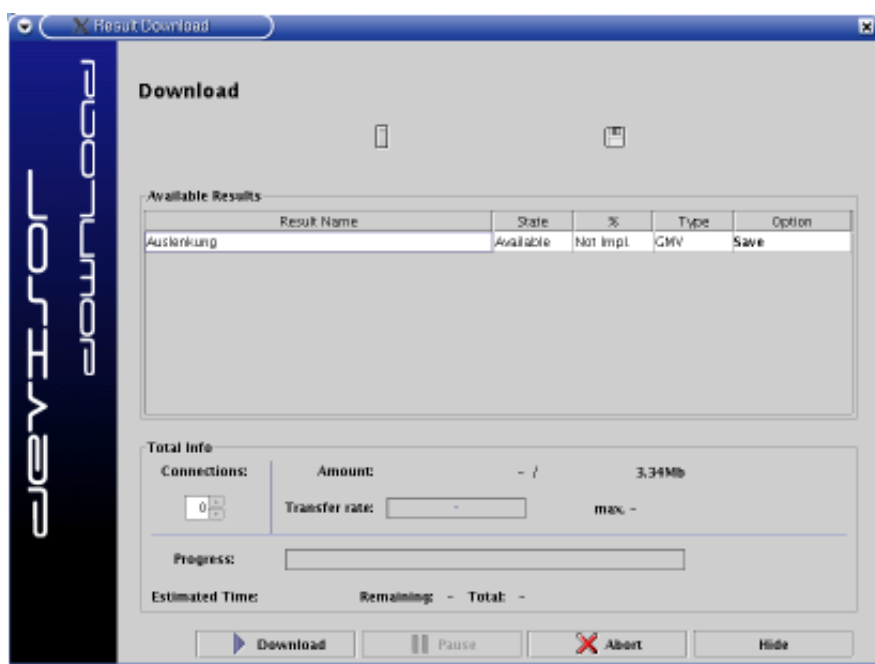 Result Download
devisor
download
Download
Available Results
Result Name State % Type Option
Auslenkung Available Not Impl. GMV Save
Total Info
Connections: Amount: - / 3.34Mb
0 Transfer rate: - max. -
Progress:
Estimated Time: Remaining: - Total: -
Download Pause Abort Hide